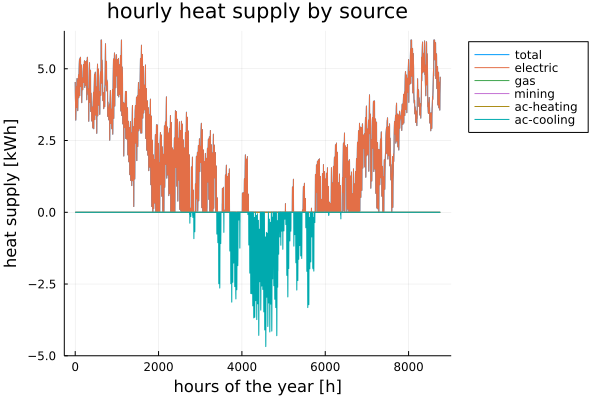 hourly heat supply by source
heat supply [kWh]
5.0
2.5
0.0
−2.5
−5.0
0
2000
4000
6000
8000
hours of the year [h]
total
electric
gas
mining
ac-heating
ac-cooling